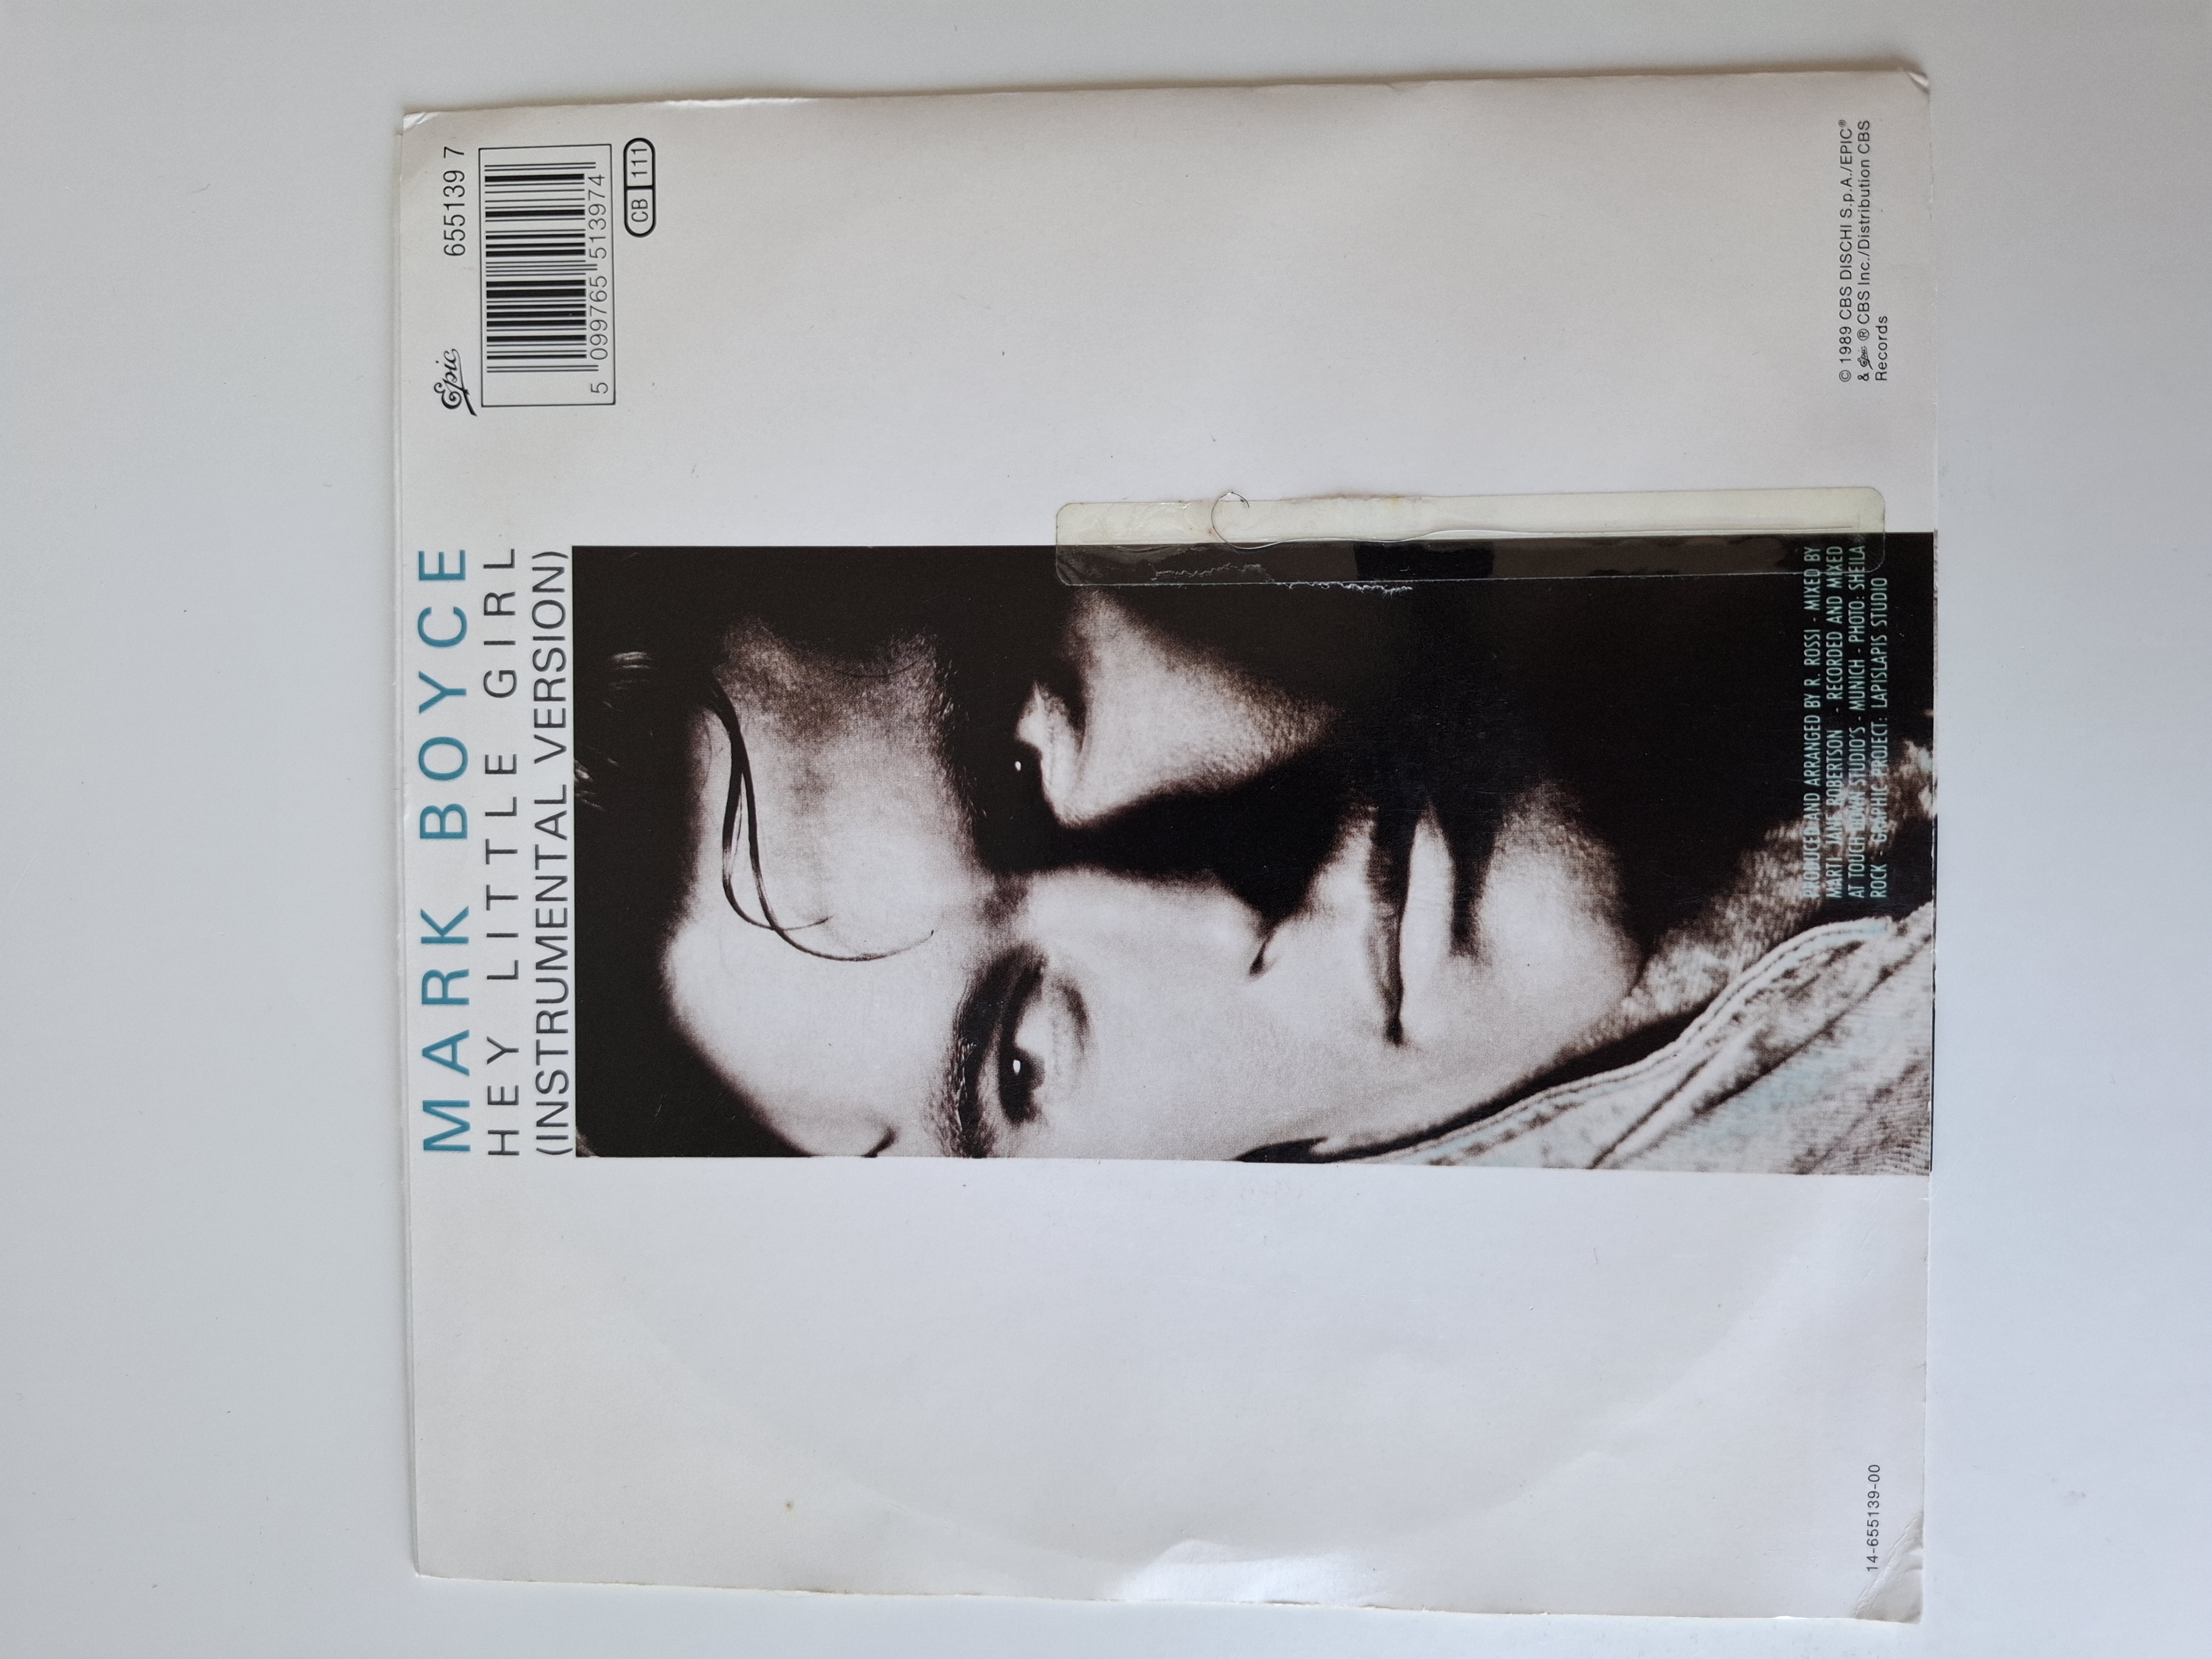 MARK BOYCE
HEY LITTLE GIRL
(INSTRUMENTAL VERSION)
Epic
655139 7
5 099765 513974
CB 111
PRODUCED AND ARRANGED BY R. ROSSI - MIXED BY
MARTI JANE ROBERTSON - RECORDED AND MIXED
AT TOUCH DOWN STUDIO'S - MUNICH - PHOTO: SHEILA
ROCK - GRAPHIC PROJECT: LAPISLAPIS STUDIO
14-655139-00
© 1989 CBS DISCHI S.p.A./EPIC®
& Epic ® CBS Inc./Distribution CBS
Records